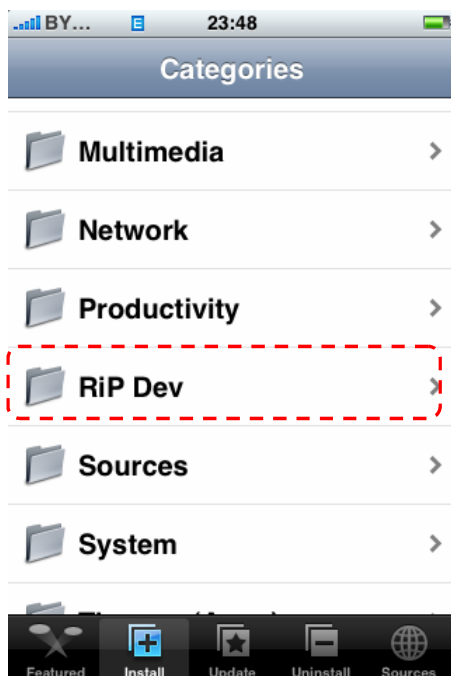 BY... E 23:48
Categories
Multimedia
Network
Productivity
RiP Dev
Sources
System
Featured Install Update Uninstall Sources